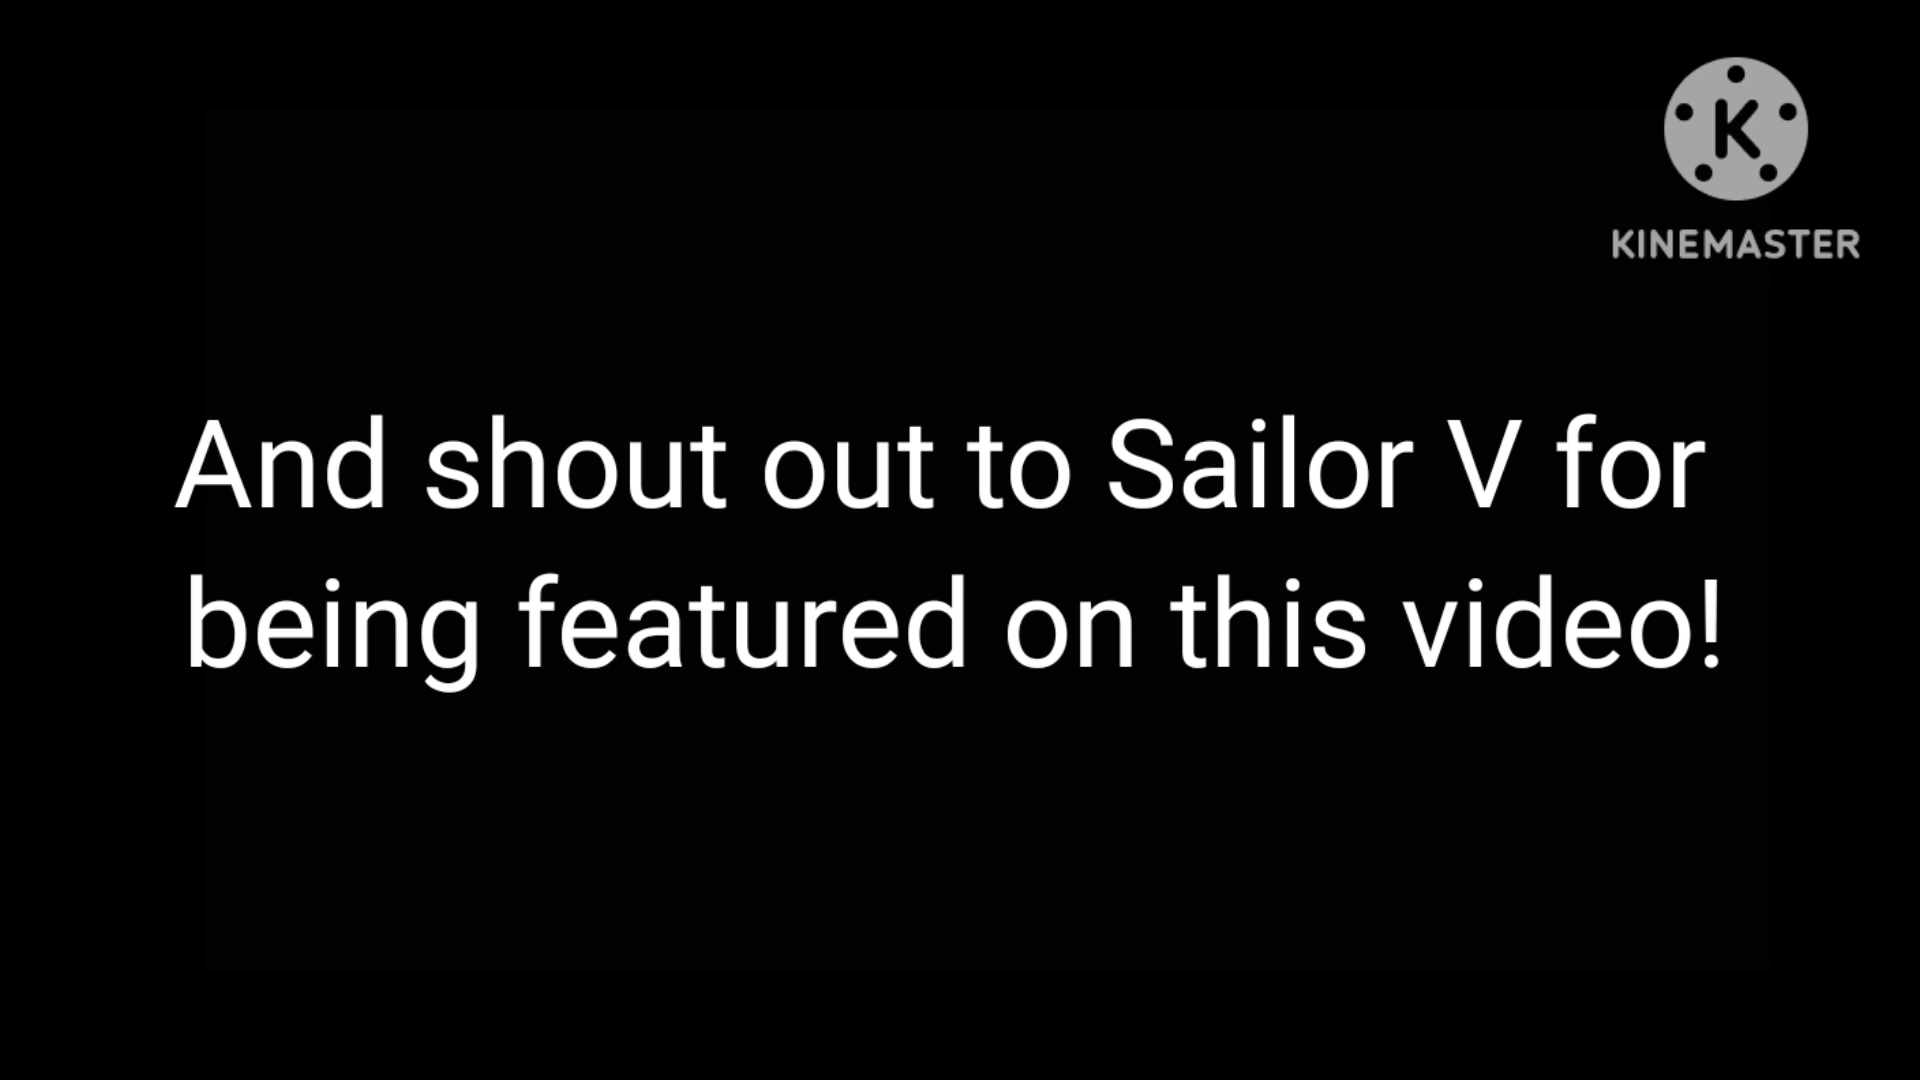 K
KINEMASTER
And shout out to Sailor V for
being featured on this video!